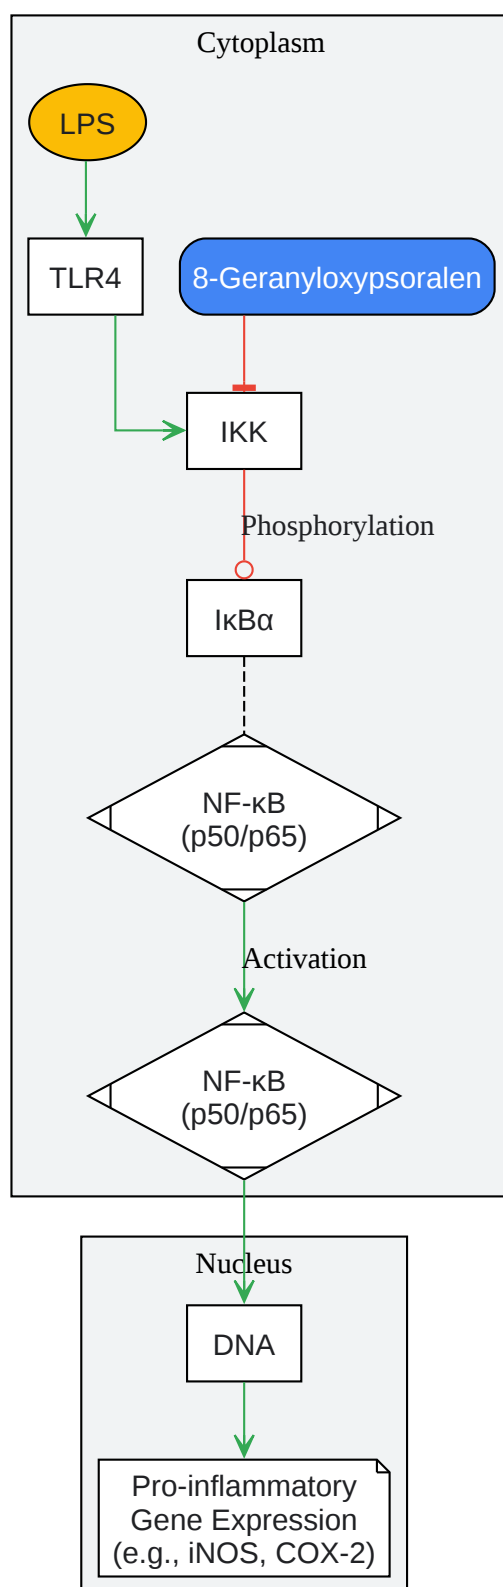 Cytoplasm
LPS
TLR4
8-Geranyloxypsoralen
IKK
Phosphorylation
IκBα
NF-κB
(p50/p65)
Activation
NF-κB
(p50/p65)
Nucleus
DNA
Pro-inflammatory
Gene Expression
(e.g., iNOS, COX-2)